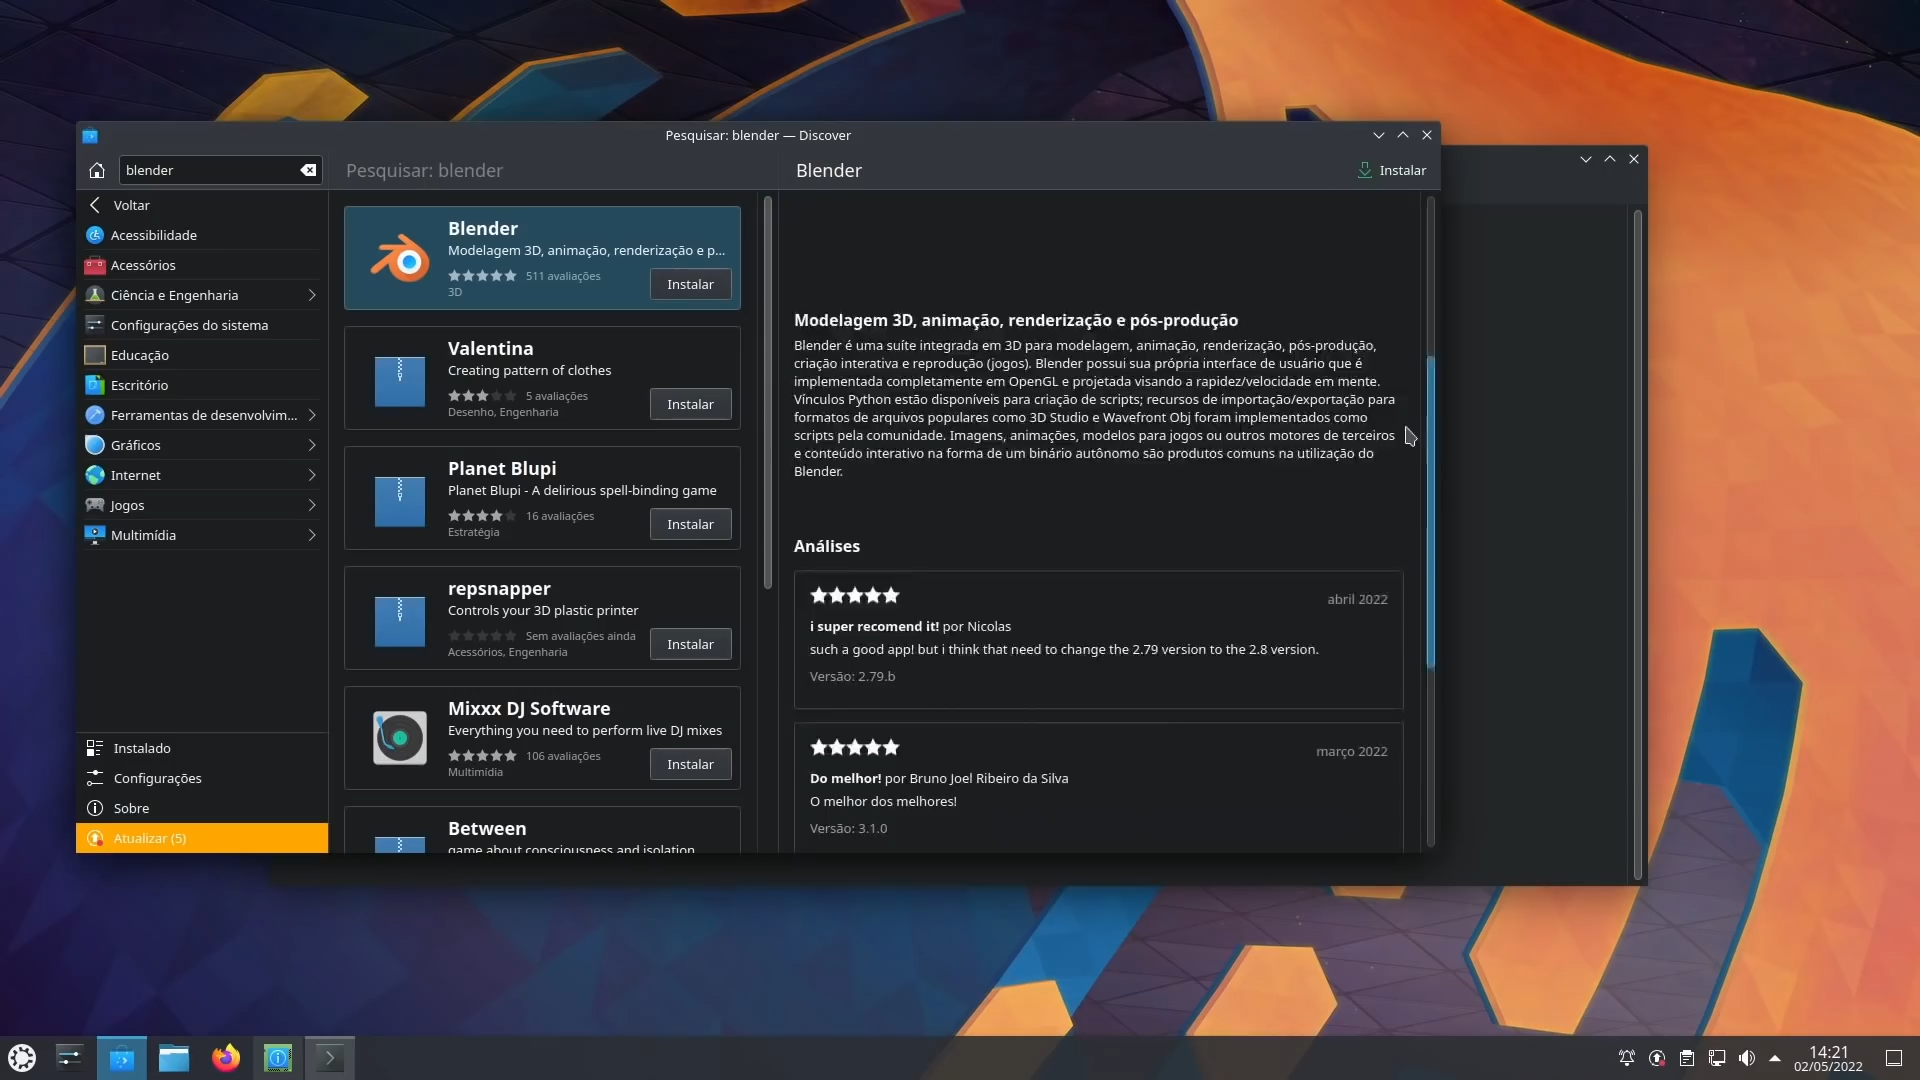 Pesquisar: blender — Discover
blender
Pesquisar: blender
Blender
Instalar
Voltar
Acessibilidade
Acessórios
Ciência e Engenharia
Configurações do sistema
Educação
Escritório
Ferramentas de desenvolvim...
Gráficos
Internet
Jogos
Multimídia
Instalado
Configurações
Sobre
Atualizar (5)
Blender
Modelagem 3D, animação, renderização e p...
511 avaliações
3D
Instalar
Valentina
Creating pattern of clothes
5 avaliações
Desenho, Engenharia
Instalar
Planet Blupi
Planet Blupi - A delirious spell-binding game
16 avaliações
Estratégia
Instalar
repsnapper
Controls your 3D plastic printer
Sem avaliações ainda
Acessórios, Engenharia
Instalar
Mixxx DJ Software
Everything you need to perform live DJ mixes
106 avaliações
Multimídia
Instalar
Between
game about consciousness and isolation
Modelagem 3D, animação, renderização e pós-produção
Blender é uma suíte integrada em 3D para modelagem, animação, renderização, pós-produção,
criação interativa e reprodução (jogos). Blender possui sua própria interface de usuário que é
implementada completamente em OpenGL e projetada visando a rapidez/velocidade em mente.
Vínculos Python estão disponíveis para criação de scripts; recursos de importação/exportação para
formatos de arquivos populares como 3D Studio e Wavefront Obj foram implementados como
scripts pela comunidade. Imagens, animações, modelos para jogos ou outros motores de terceiros
e conteúdo interativo na forma de um binário autônomo são produtos comuns na utilização do
Blender.
Análises
abril 2022
i super recomend it! por Nicolas
such a good app! but i think that need to change the 2.79 version to the 2.8 version.
Versão: 2.79.b
março 2022
Do melhor! por Bruno Joel Ribeiro da Silva
O melhor dos melhores!
Versão: 3.1.0
14:21
02/05/2022